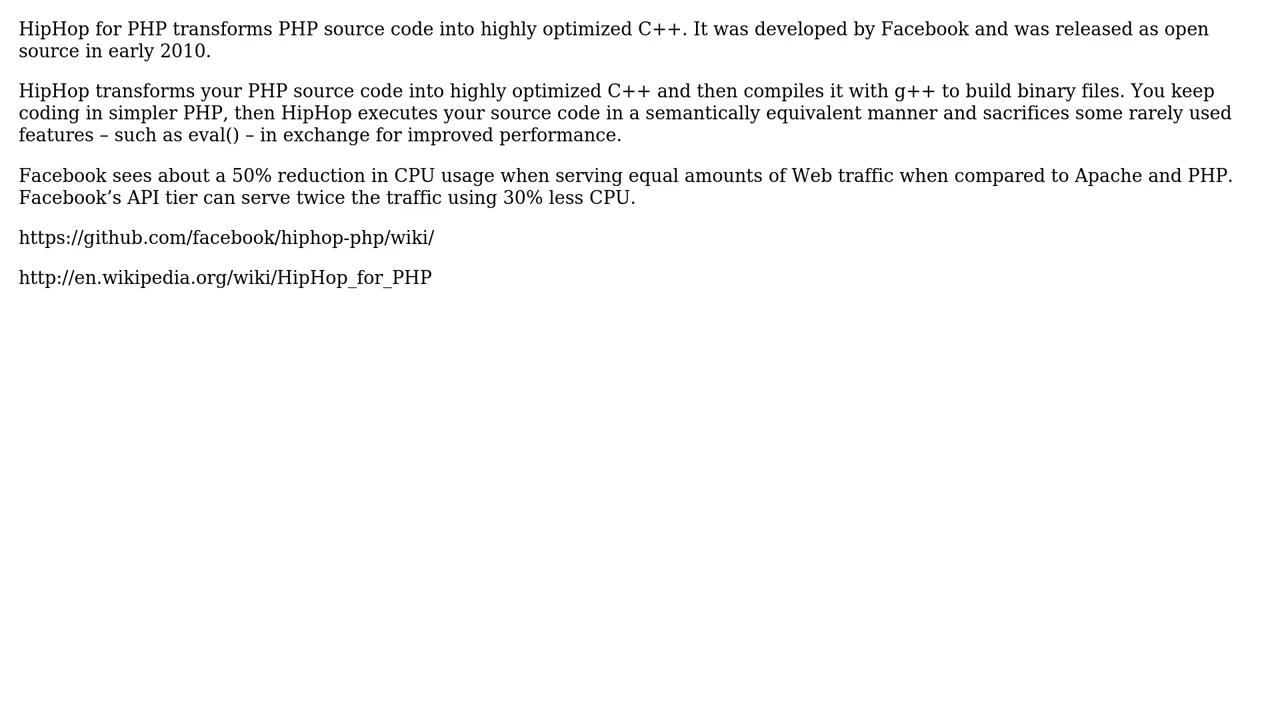 HipHop for PHP transforms PHP source code into highly optimized C++. It was developed by Facebook and was released as open
source in early 2010.
HipHop transforms your PHP source code into highly optimized C++ and then compiles it with g++ to build binary files. You keep
coding in simpler PHP, then HipHop executes your source code in a semantically equivalent manner and sacrifices some rarely used
features – such as eval() – in exchange for improved performance.
Facebook sees about a 50% reduction in CPU usage when serving equal amounts of Web traffic when compared to Apache and PHP.
Facebook’s API tier can serve twice the traffic using 30% less CPU.
https://github.com/facebook/hiphop-php/wiki/
http://en.wikipedia.org/wiki/HipHop_for_PHP